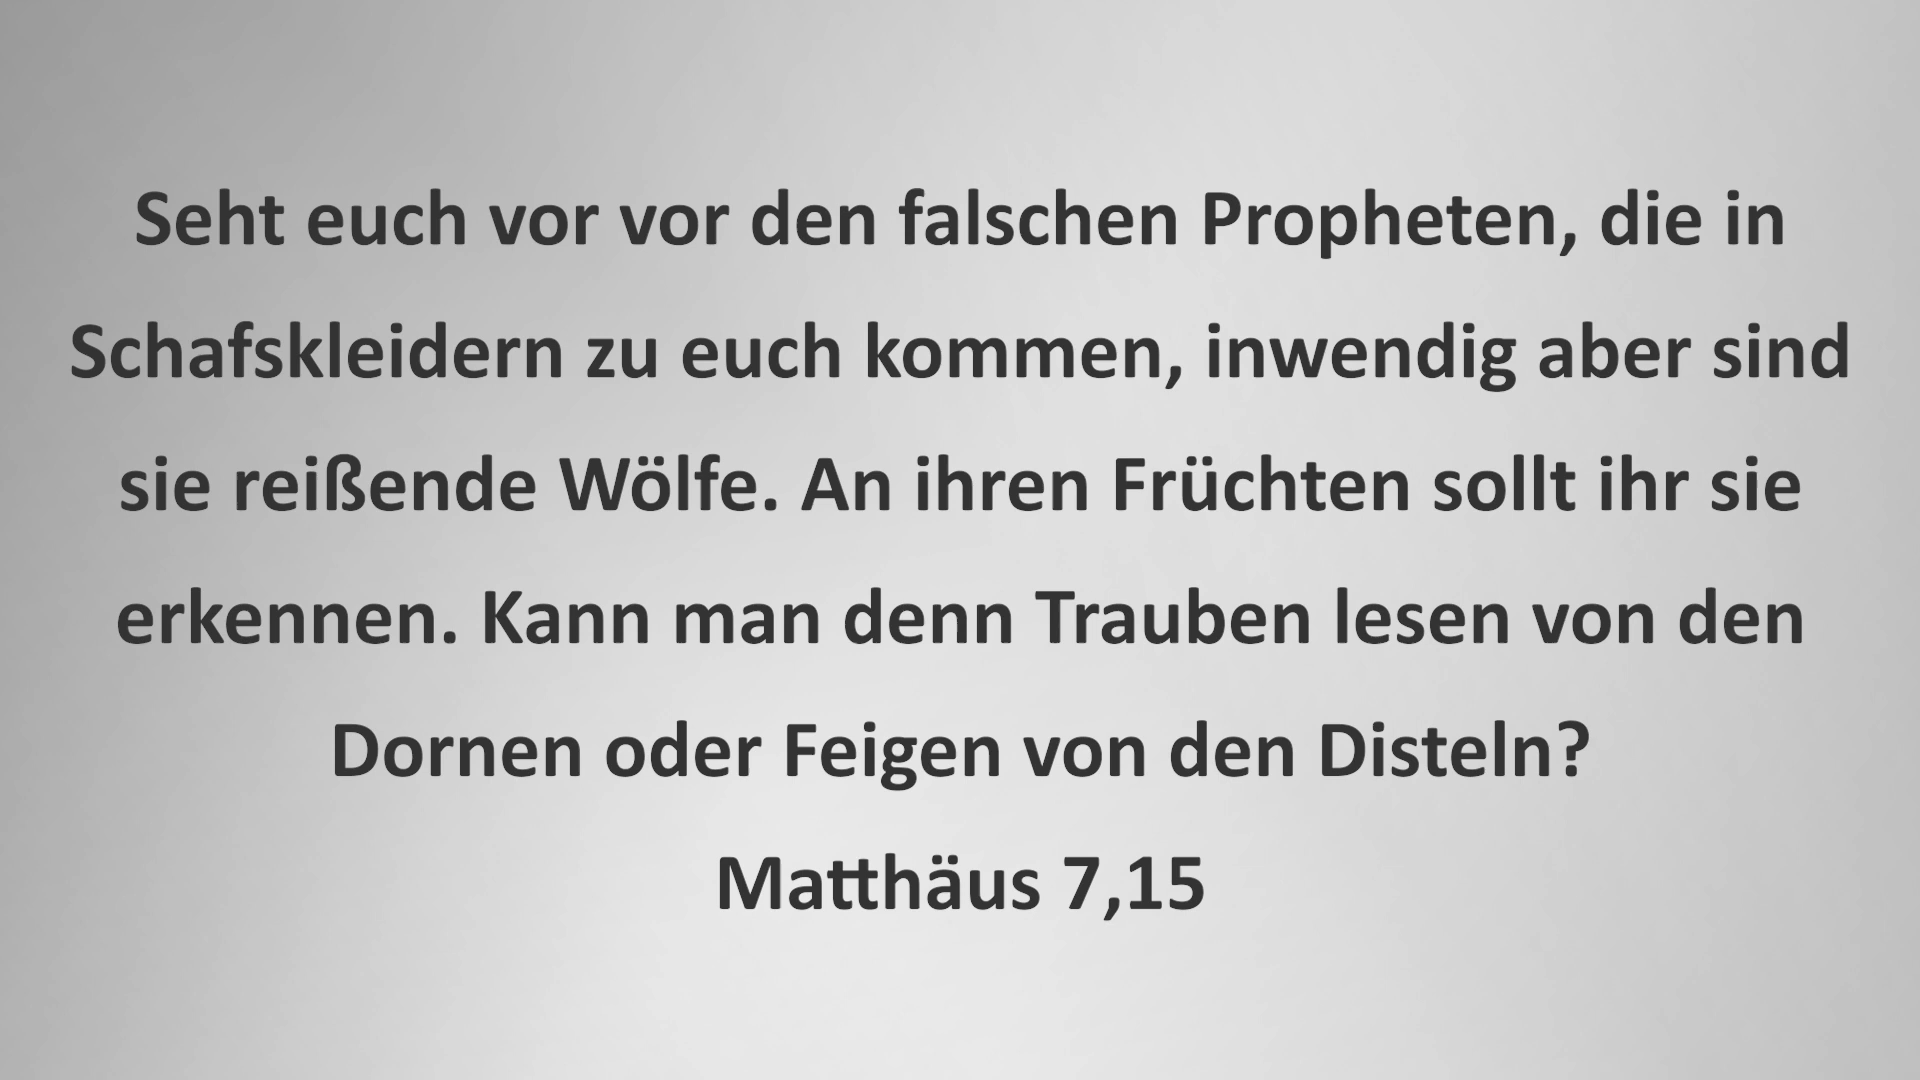 Seht euch vor vor den falschen Propheten, die in
Schafskleidern zu euch kommen, inwendig aber sind
sie reißende Wölfe. An ihren Früchten sollt ihr sie
erkennen. Kann man denn Trauben lesen von den
Dornen oder Feigen von den Disteln?
Matthäus 7,15